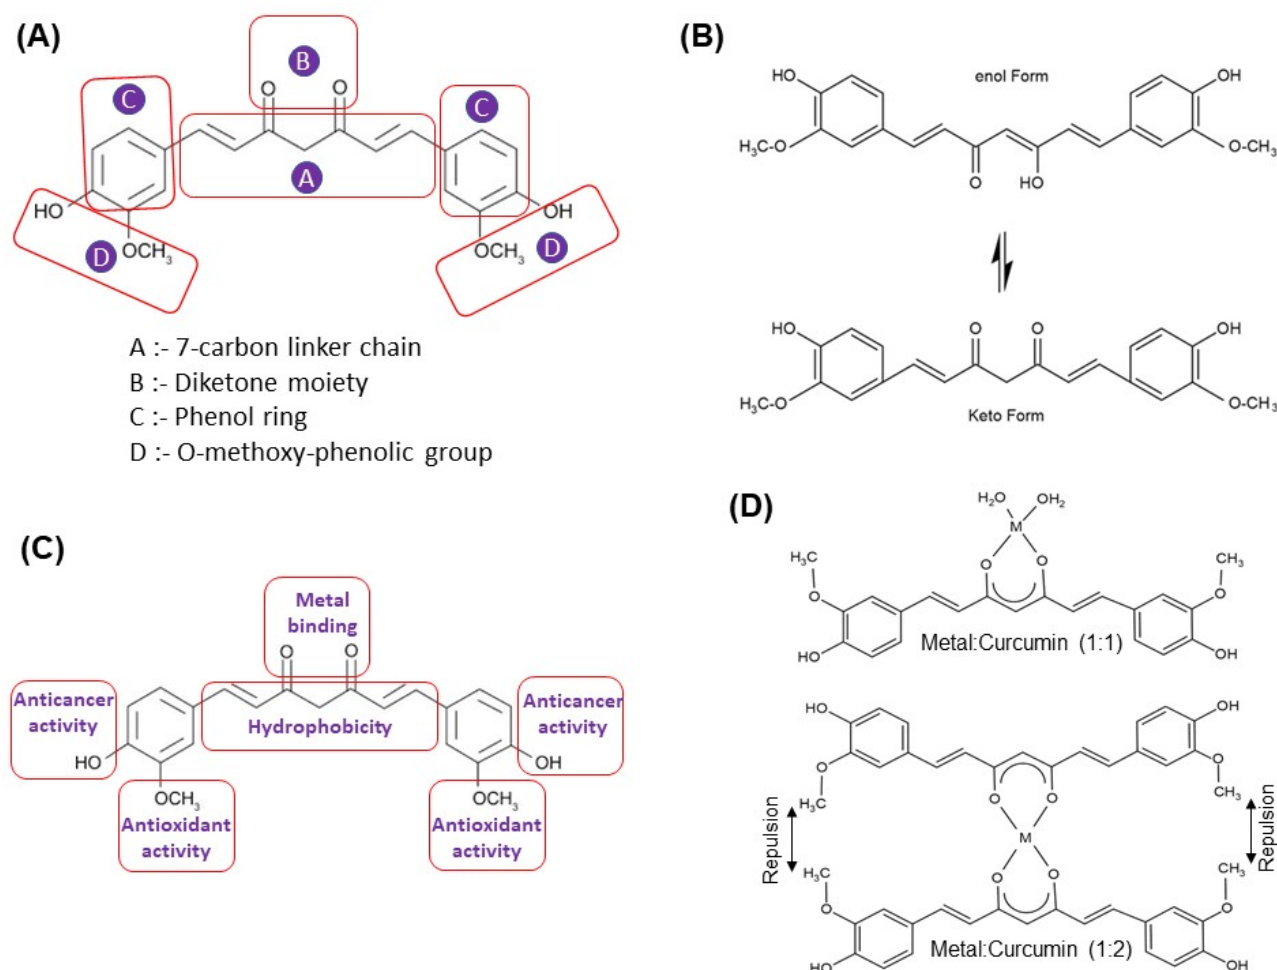 (A)
B
C
C
O
O
A
HO
OH
D
OCH₃
OCH₃
D
A :- 7-carbon linker chain
B :- Diketone moiety
C :- Phenol ring
D :- O-methoxy-phenolic group
(B)
HO
enol Form
OH
H₃C-O
O-CH₃
O
HO
HO
O
O
OH
H₃C-O
Keto Form
O-CH₃
(C)
Metal
binding
O
O
Anticancer
activity
Hydrophobicity
Anticancer
activity
HO
OH
OCH₃
OCH₃
Antioxidant
activity
Antioxidant
activity
(D)
H₂O
OH₂
M
H₃C
O
O
CH₃
O
O
HO
Metal:Curcumin (1:1)
OH
HO
OH
O
O
H₃C
O
O
CH₃
Repulsion
M
Repulsion
H₃C
O
O
CH₃
O
O
HO
Metal:Curcumin (1:2)
OH